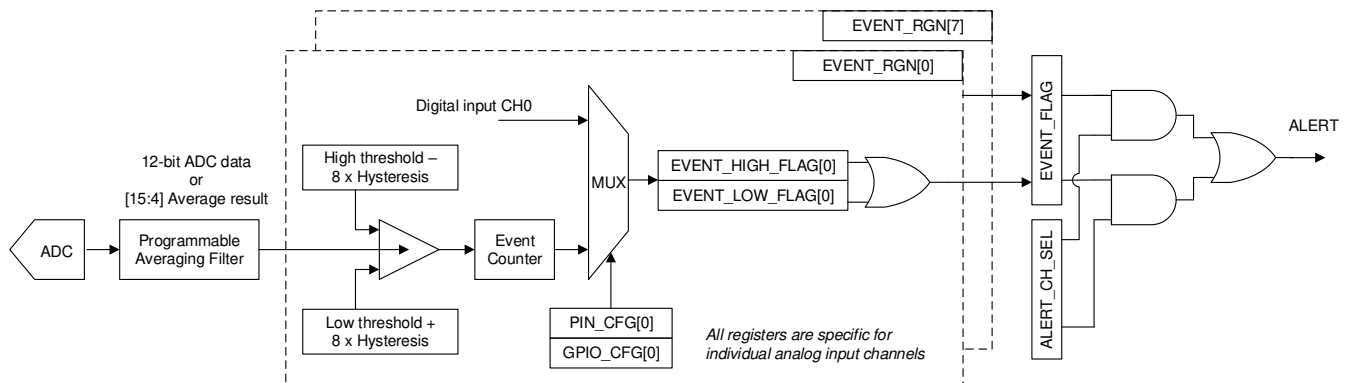 EVENT_RGN[7]
EVENT_RGN[0]
Digital input CH0
12-bit ADC data
or
[15:4] Average result
High threshold –
8 x Hysteresis
ADC
Programmable
Averaging Filter
Event
Counter
Low threshold +
8 x Hysteresis
MUX
PIN_CFG[0]
GPIO_CFG[0]
EVENT_HIGH_FLAG[0]
EVENT_LOW_FLAG[0]
All registers are specific for
individual analog input channels
EVENT_FLAG
ALERT_CH_SEL
ALERT